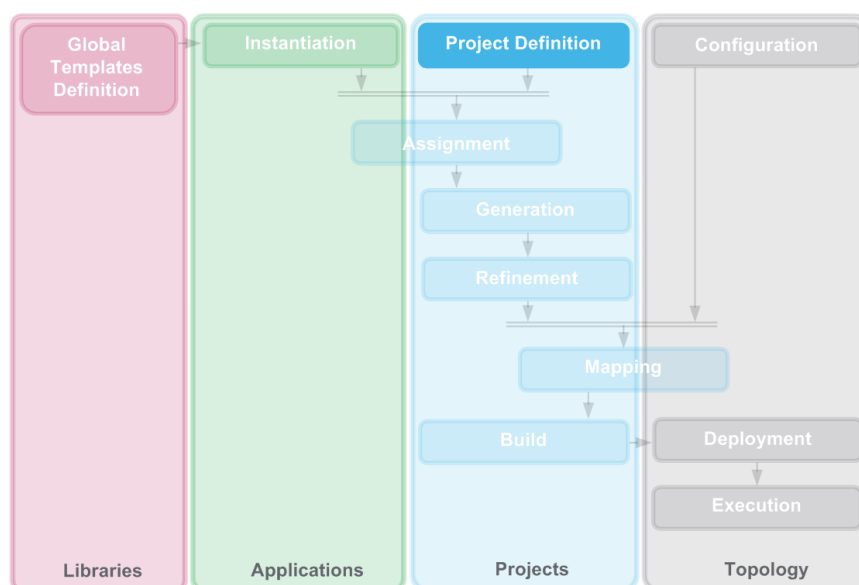 Global
Templates
Definition
Instantiation
Project Definition
Configuration
Assignment
Generation
Refinement
Mapping
Build
Deployment
Execution
Libraries
Applications
Projects
Topology